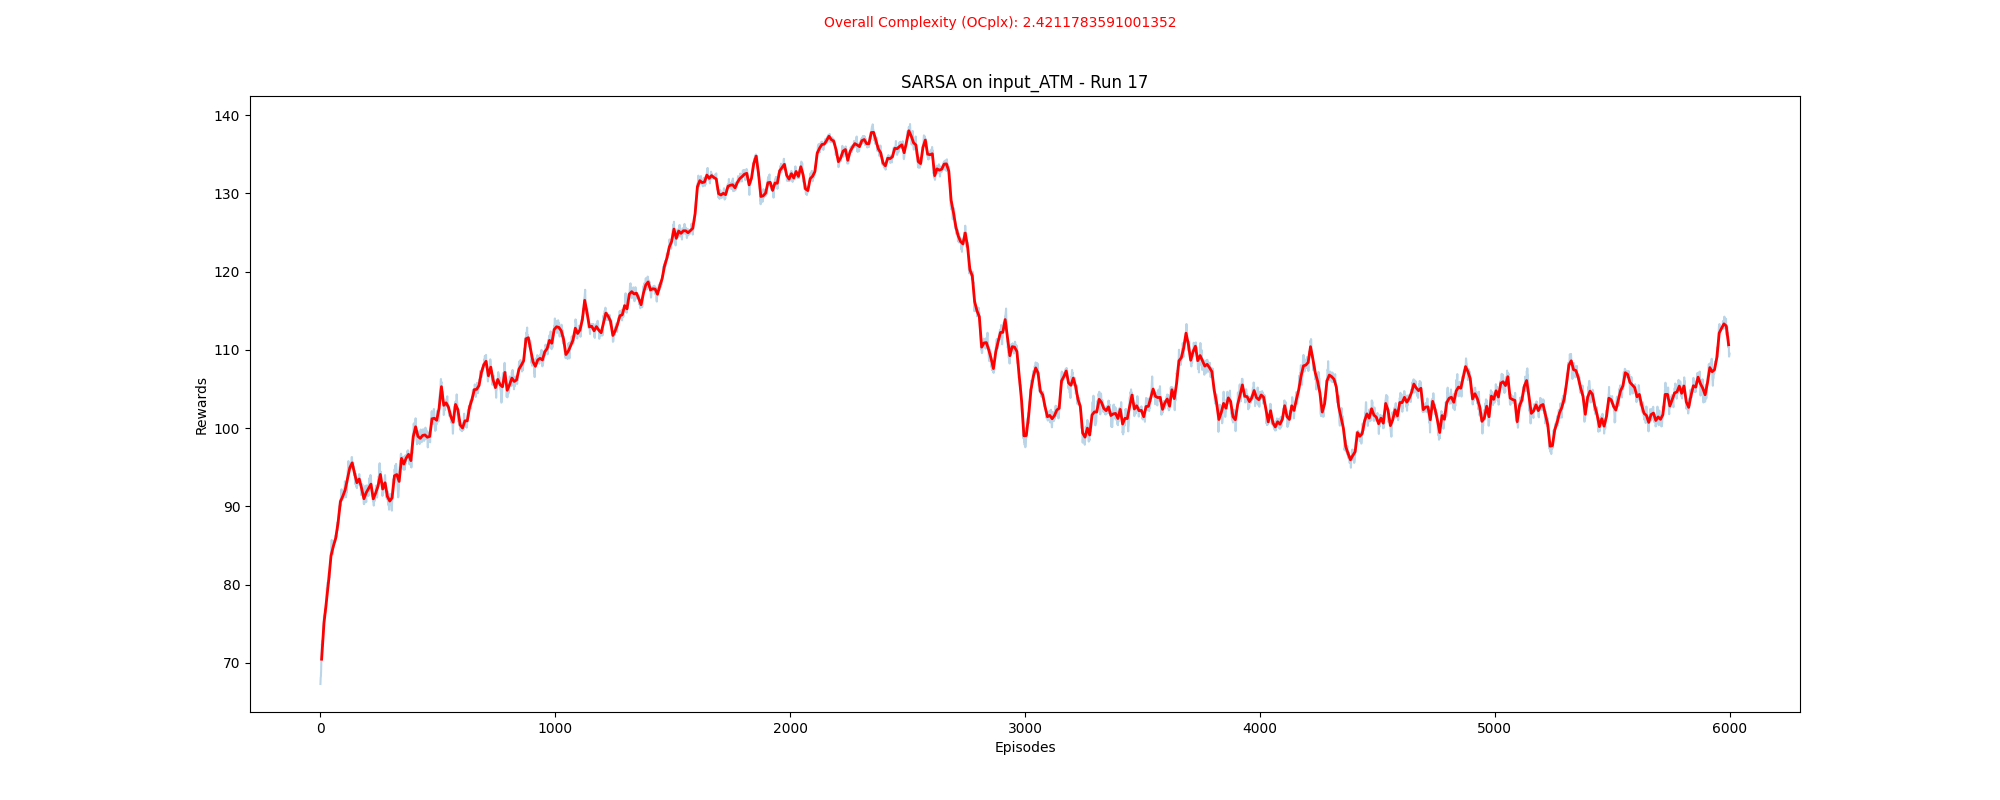 Overall Complexity (OCplx): 2.4211783591001352
SARSA on input_ATM - Run 17
140
130
120
110
100
90
80
70
Rewards
0 1000 2000 3000 4000 5000 6000
Episodes